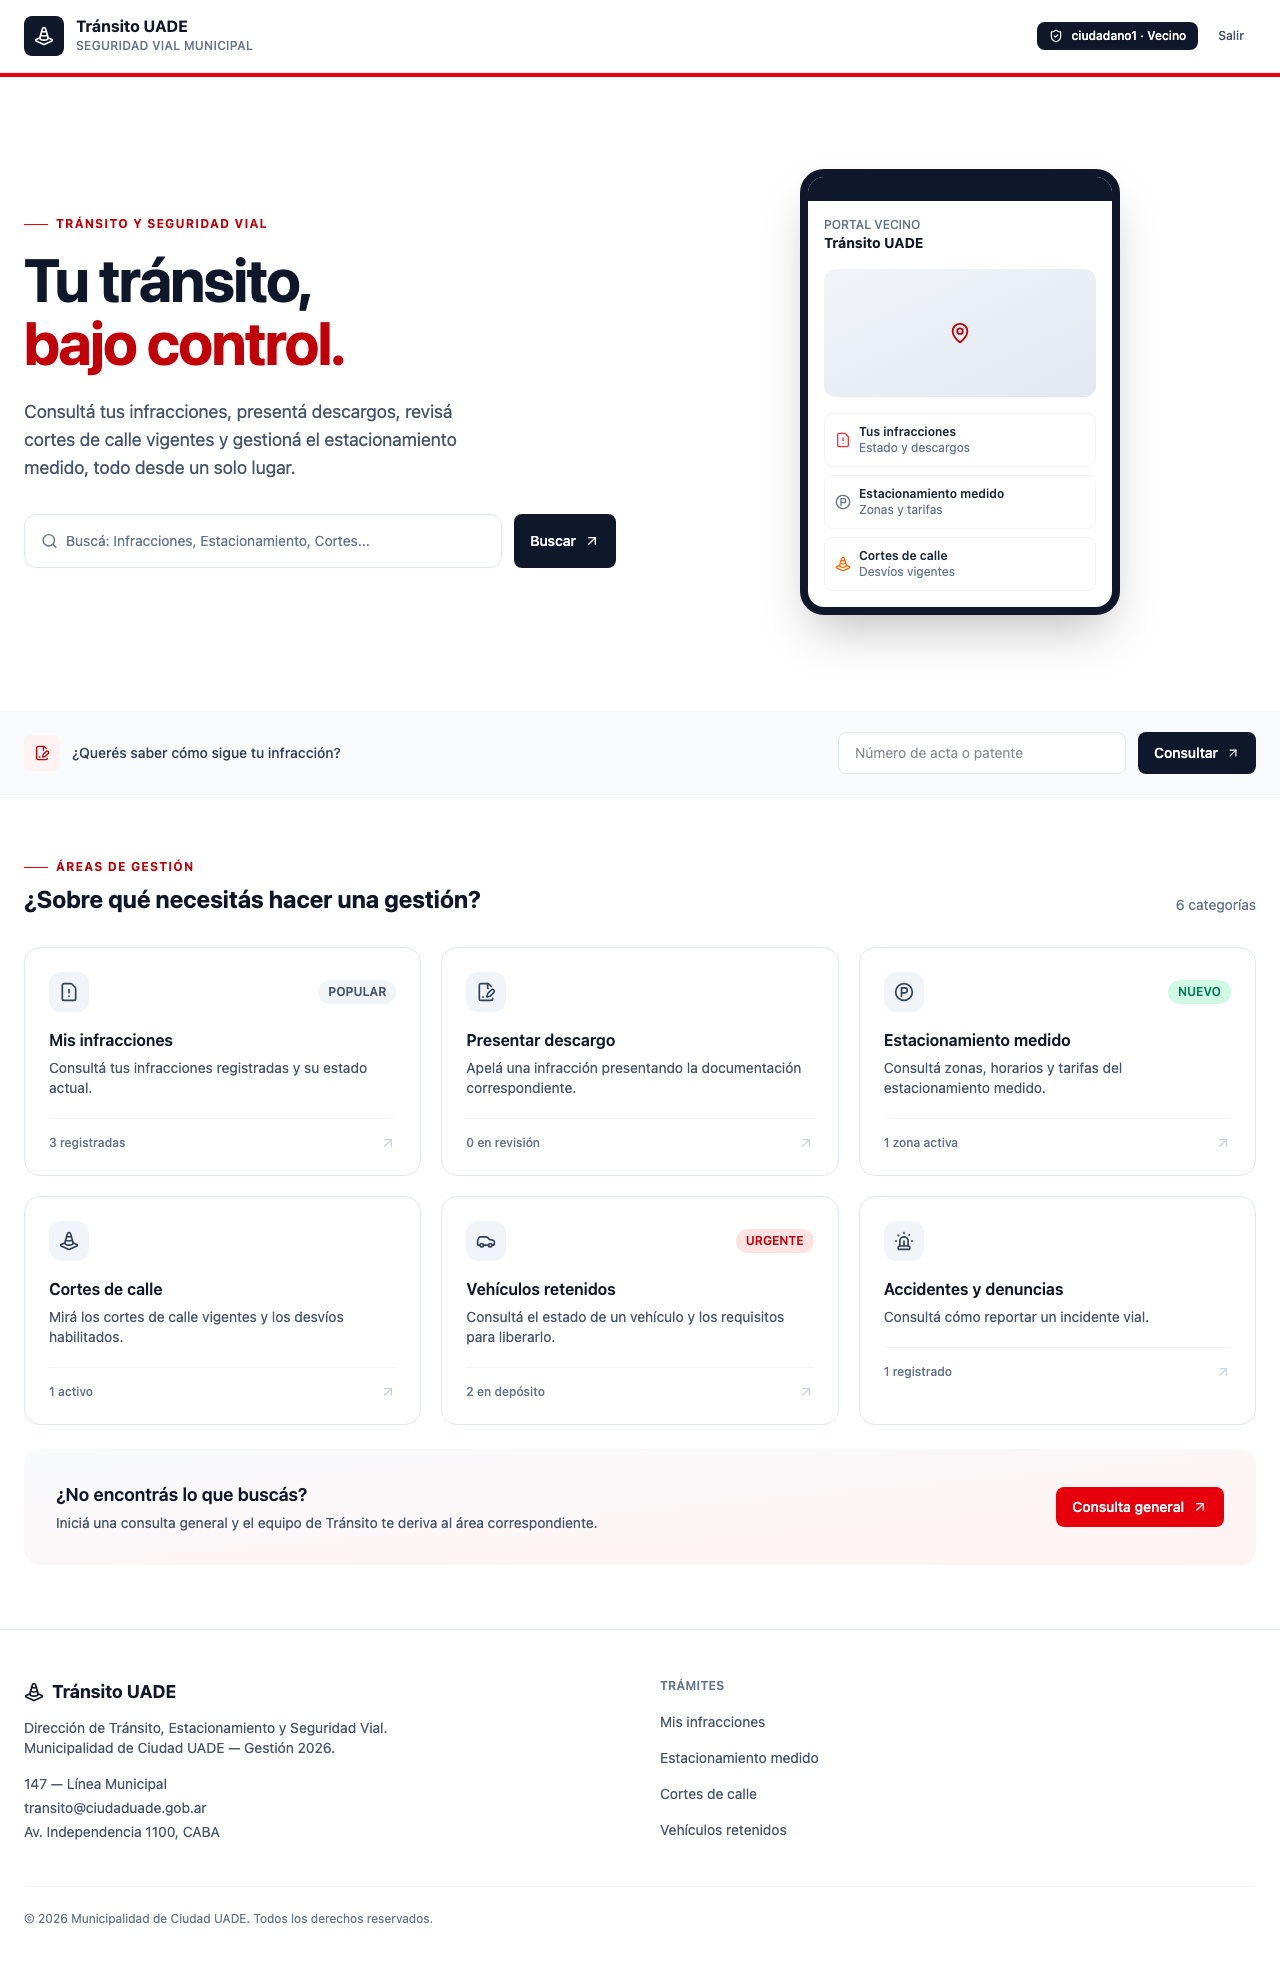 Tránsito UADE
SEGURIDAD VIAL MUNICIPAL
ciudadano1 · Vecino
Salir
TRÁNSITO Y SEGURIDAD VIAL
Tu tránsito,
bajo control.
Consultá tus infracciones, presentá descargos, revisá
cortes de calle vigentes y gestioná el estacionamiento
medido, todo desde un solo lugar.
Buscá: Infracciones, Estacionamiento, Cortes...
Buscar
PORTAL VECINO
Tránsito UADE
Tus infracciones
Estado y descargos
Estacionamiento medido
Zonas y tarifas
Cortes de calle
Desvíos vigentes
¿Querés saber cómo sigue tu infracción?
Número de acta o patente
Consultar
ÁREAS DE GESTIÓN
¿Sobre qué necesitás hacer una gestión?
6 categorías
POPULAR
Mis infracciones
Consultá tus infracciones registradas y su estado
actual.
3 registradas
Presentar descargo
Apelá una infracción presentando la documentación
correspondiente.
0 en revisión
NUEVO
Estacionamiento medido
Consultá zonas, horarios y tarifas del
estacionamiento medido.
1 zona activa
Cortes de calle
Mirá los cortes de calle vigentes y los desvíos
habilitados.
1 activo
URGENTE
Vehículos retenidos
Consultá el estado de un vehículo y los requisitos
para liberarlo.
2 en depósito
Accidentes y denuncias
Consultá cómo reportar un incidente vial.
1 registrado
¿No encontrás lo que buscás?
Iniciá una consulta general y el equipo de Tránsito te deriva al área correspondiente.
Consulta general
Tránsito UADE
Dirección de Tránsito, Estacionamiento y Seguridad Vial.
Municipalidad de Ciudad UADE — Gestión 2026.
147 — Línea Municipal
transito@ciudaduade.gob.ar
Av. Independencia 1100, CABA
TRÁMITES
Mis infracciones
Estacionamiento medido
Cortes de calle
Vehículos retenidos
© 2026 Municipalidad de Ciudad UADE. Todos los derechos reservados.